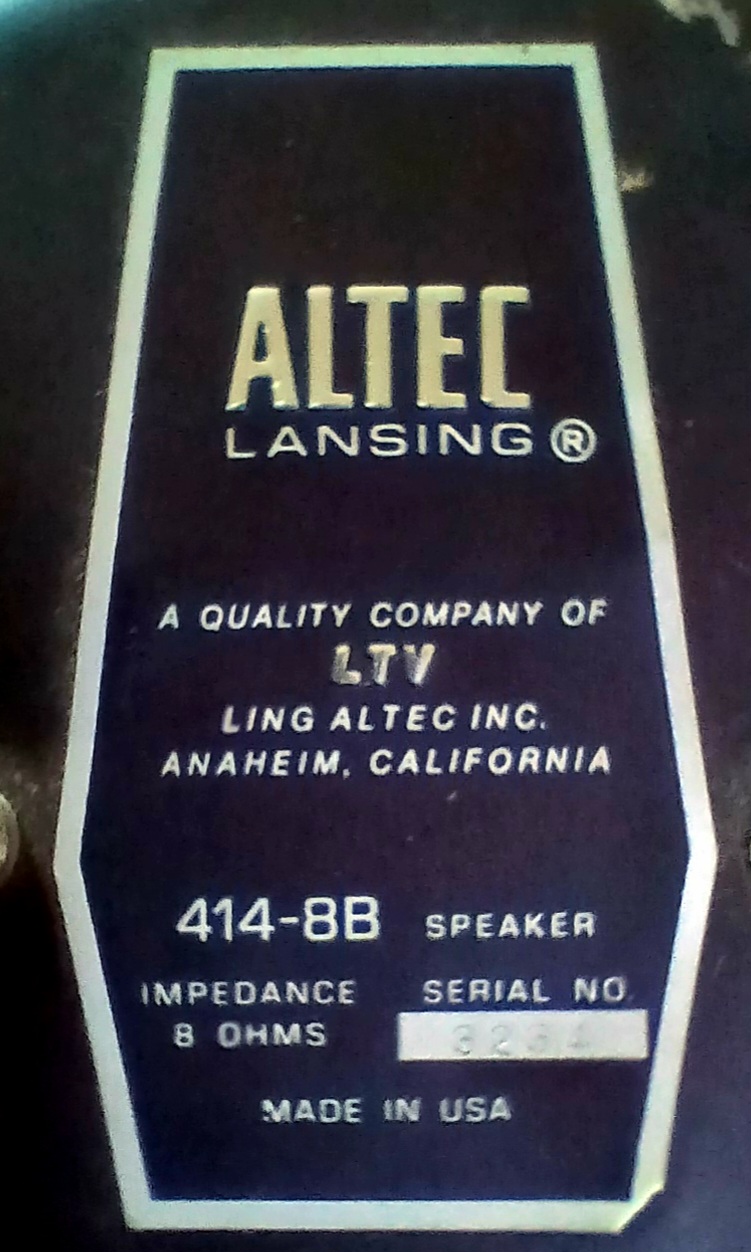 ALTEC
LANSING®
A QUALITY COMPANY OF
LTV
LING ALTEC INC.
ANAHEIM, CALIFORNIA
414-8B SPEAKER
IMPEDANCE SERIAL NO.
8 OHMS
MADE IN USA